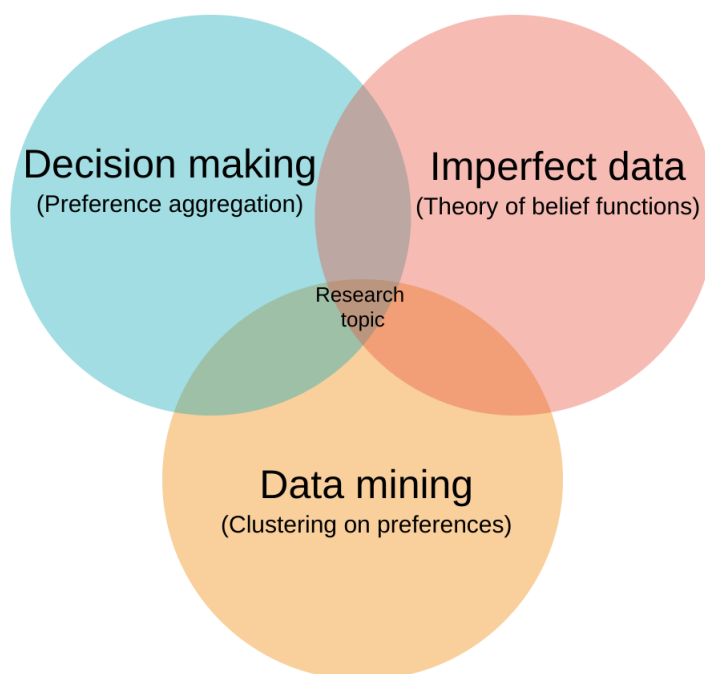 Decision making
(Preference aggregation)
Imperfect data
(Theory of belief functions)
Research
topic
Data mining
(Clustering on preferences)